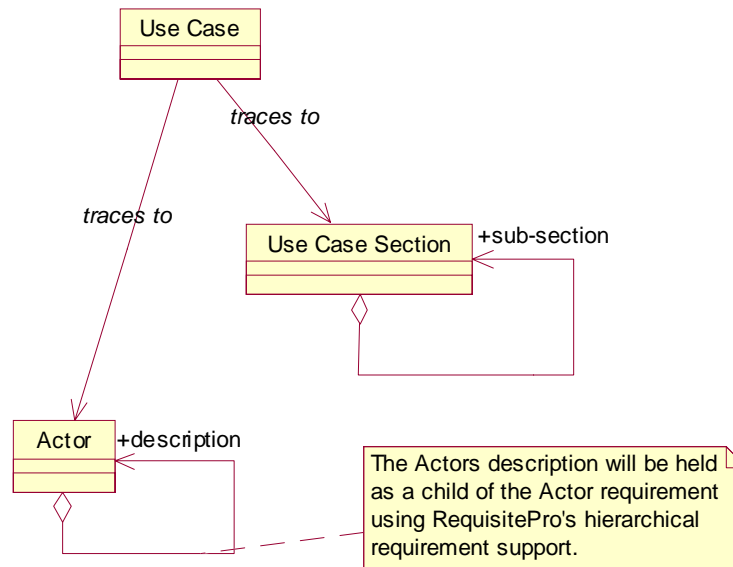 Use Case
traces to
traces to
Use Case Section
+sub-section
Actor
+description
The Actors description will be held
as a child of the Actor requirement
using RequisitePro's hierarchical
requirement support.